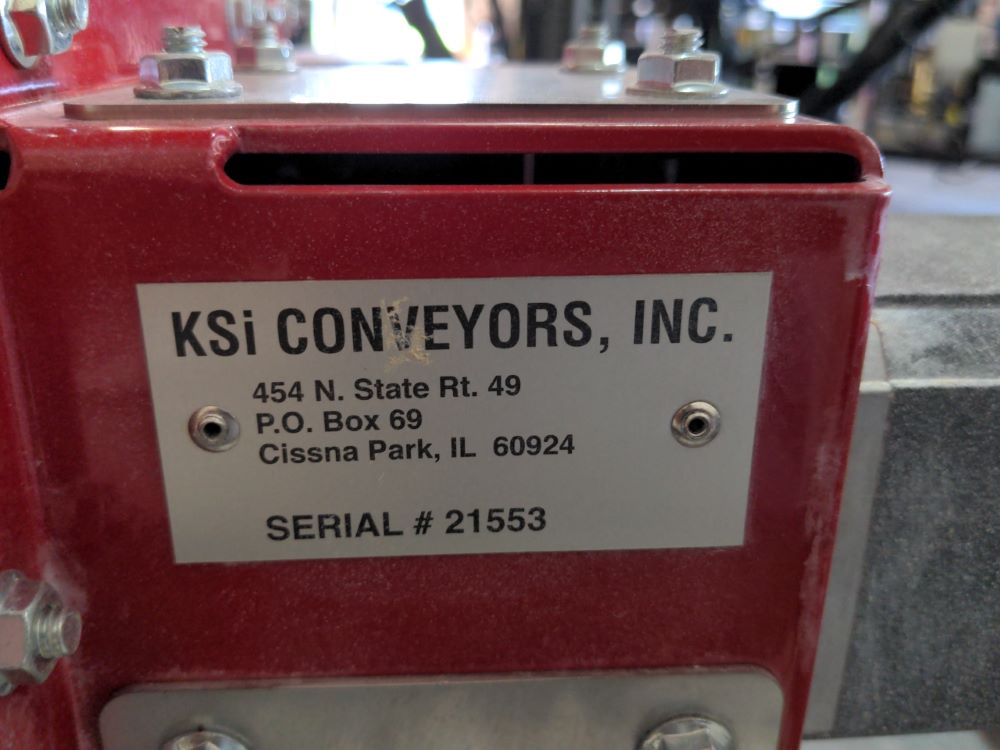 KSi CONVEYORS, INC.
454 N. State Rt. 49
P.O. Box 69
Cissna Park, IL 60924
SERIAL # 21553